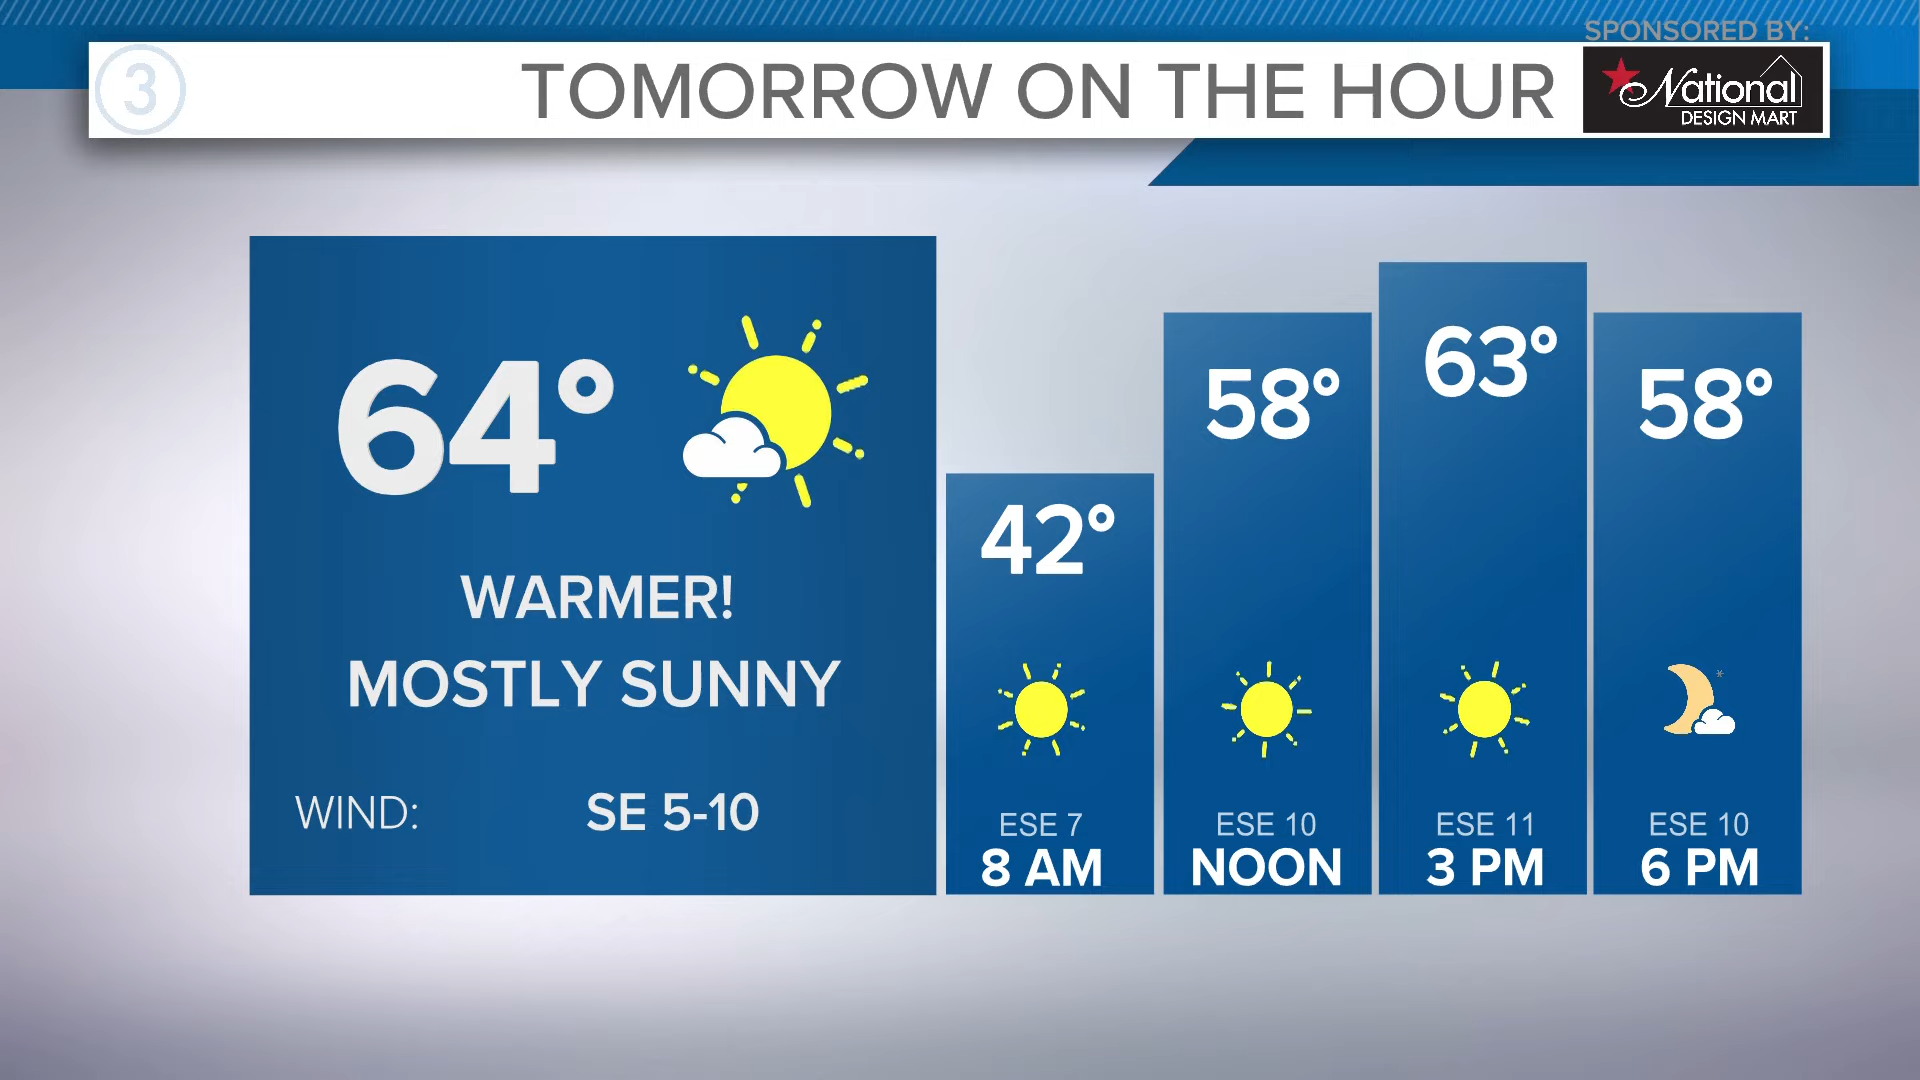 SPONSORED BY:
3
TOMORROW ON THE HOUR
National
DESIGN MART
64°
WARMER!
MOSTLY SUNNY
WIND: SE 5-10
42°
ESE 7
8 AM
58°
ESE 10
NOON
63°
ESE 11
3 PM
58°
ESE 10
6 PM